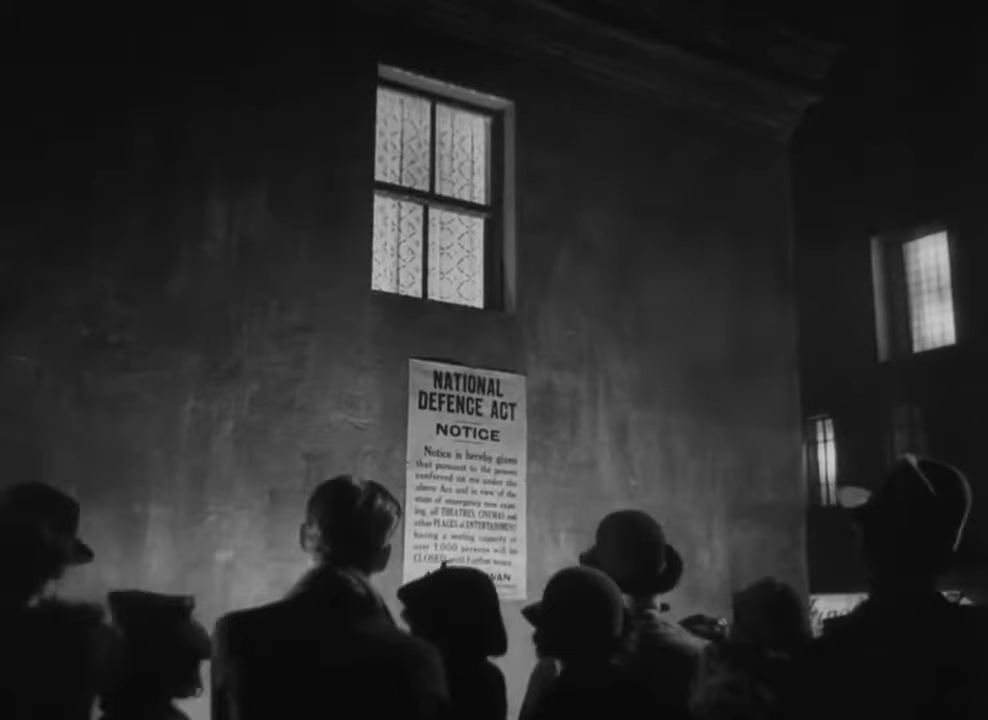 NATIONAL
DEFENCE ACT
NOTICE
Notice is hereby given
that pursuant to the powers
conferred on me under the
above Act and in view of the
state of emergency now exist-
ing, all THEATRES, CINEMAS and
other PLACES of ENTERTAINMENT
having a seating capacity of
over 1,000 persons will be
CLOSED until further notice.